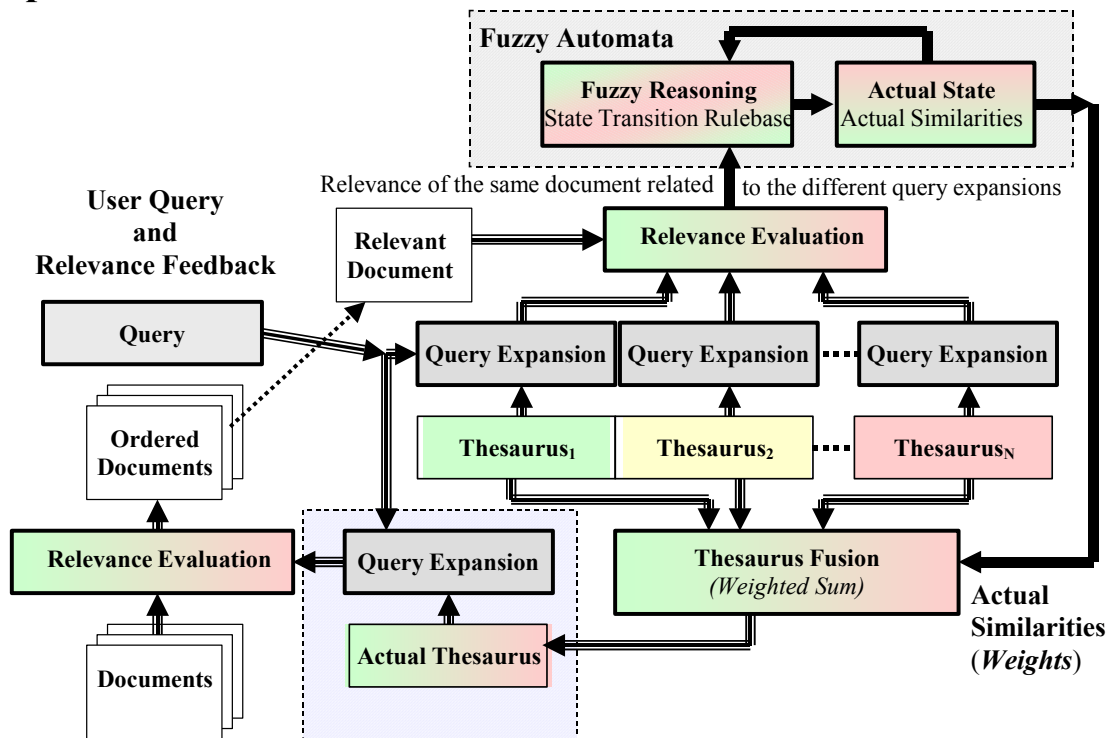 Fuzzy Automata
Fuzzy Reasoning
State Transition Rulebase
Actual State
Actual Similarities
Relevance of the same document related
to the different query expansions
User Query
and
Relevance Feedback
Relevant
Document
Relevance Evaluation
Query
Query Expansion
Query Expansion
Query Expansion
Ordered
Documents
Thesaurus1
Thesaurus2
ThesaurusN
Relevance Evaluation
Query Expansion
Thesaurus Fusion
(Weighted Sum)
Actual
Similarities
(Weights)
Actual Thesaurus
Documents